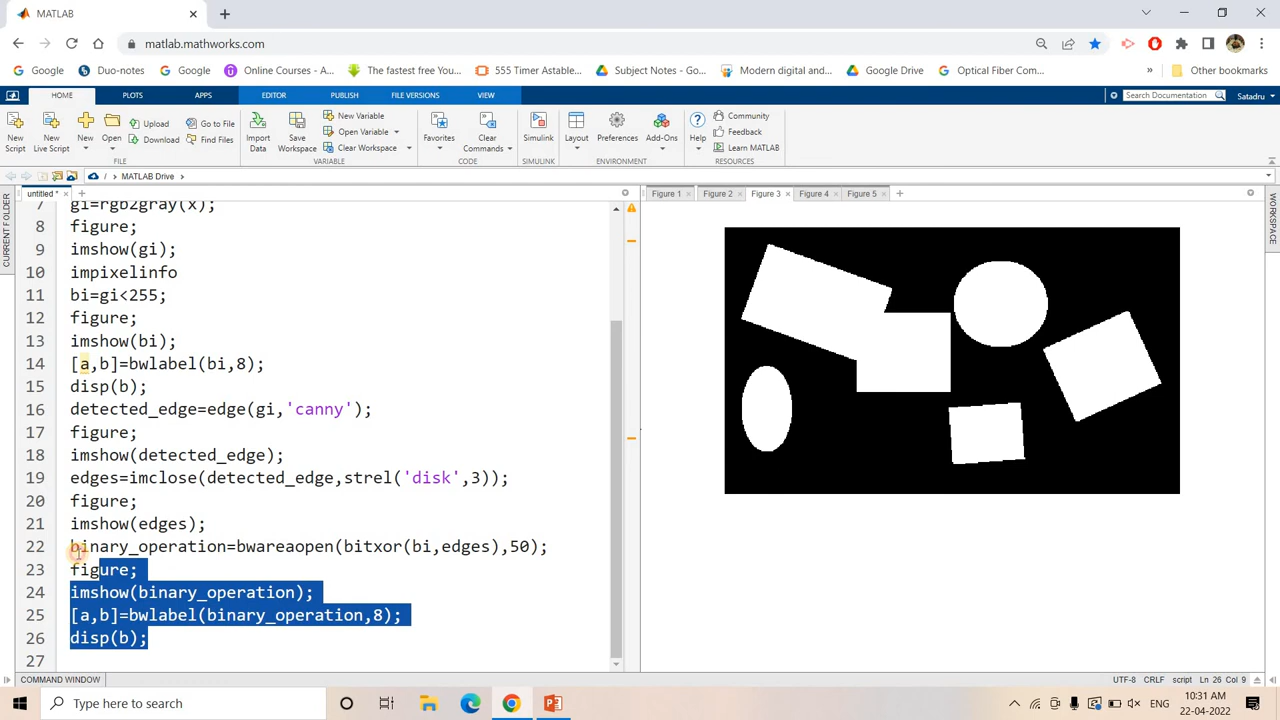 MATLAB
matlab.mathworks.com
Google
Duo-notes
Google
Online Courses - A...
The fastest free You...
555 Timer Astable...
Subject Notes - Go...
Modern digital and...
Google Drive
Optical Fiber Com...
»
Other bookmarks
HOME
PLOTS
APPS
EDITOR
PUBLISH
FILE VERSIONS
VIEW
Search Documentation
Satadru
New Script
New Live Script
New
Open
Upload
Download
Go to File
Find Files
FILE
Import Data
Save Workspace
New Variable
Open Variable
Clear Workspace
VARIABLE
Favorites
Clear Commands
CODE
Simulink
SIMULINK
Layout
Preferences
Add-Ons
ENVIRONMENT
Help
Community
Feedback
Learn MATLAB
RESOURCES
/ MATLAB Drive
CURRENT FOLDER
untitled *
7 gi=rgb2gray(x);
8 figure;
9 imshow(gi);
10 impixelinfo
11 bi=gi<255;
12 figure;
13 imshow(bi);
14 [a,b]=bwlabel(bi,8);
15 disp(b);
16 detected_edge=edge(gi,'canny');
17 figure;
18 imshow(detected_edge);
19 edges=imclose(detected_edge,strel('disk',3));
20 figure;
21 imshow(edges);
22 binary_operation=bwareaopen(bitxor(bi,edges),50);
23 figure;
24 imshow(binary_operation);
25 [a,b]=bwlabel(binary_operation,8);
26 disp(b);
27
Figure 1
Figure 2
Figure 3
Figure 4
Figure 5
WORKSPACE
COMMAND WINDOW
UTF-8
CRLF
script
Ln 26 Col 9
Type here to search
ENG
10:31 AM
22-04-2022